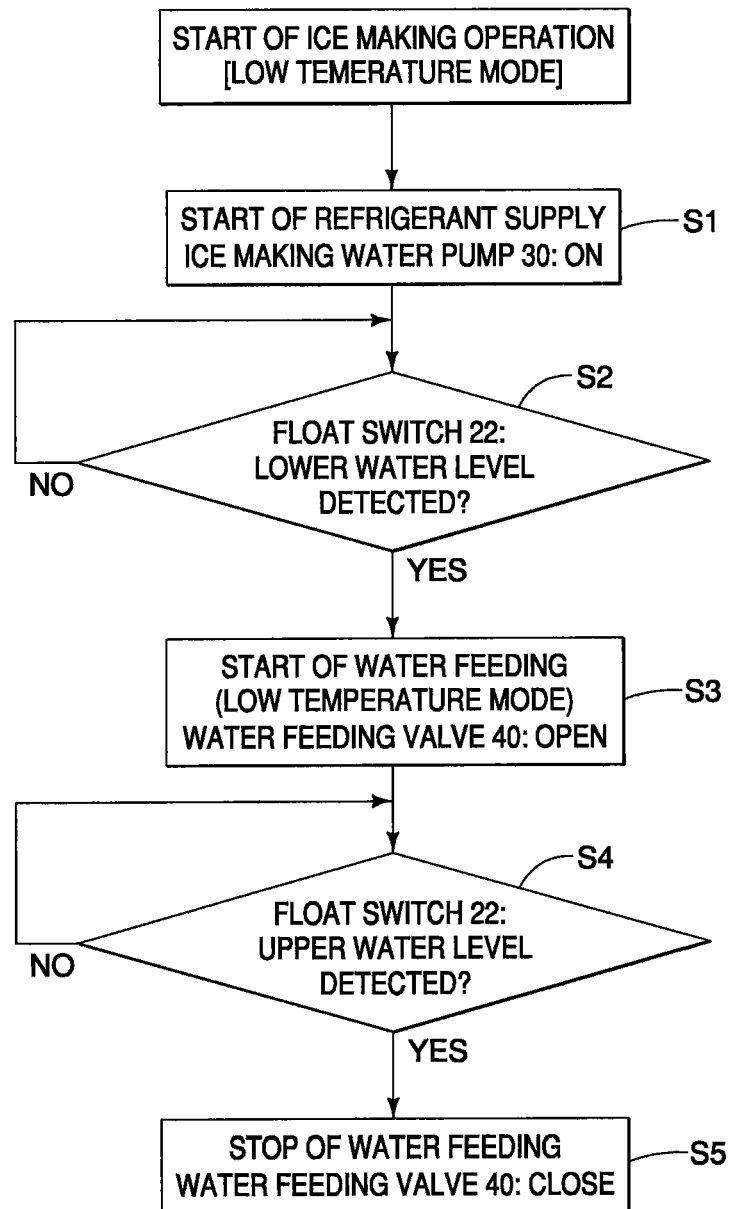 START OF ICE MAKING OPERATION
[LOW TEMERATURE MODE]
START OF REFRIGERANT SUPPLY
ICE MAKING WATER PUMP 30: ON
S1
S2
FLOAT SWITCH 22:
LOWER WATER LEVEL
DETECTED?
NO
YES
START OF WATER FEEDING
(LOW TEMPERATURE MODE)
WATER FEEDING VALVE 40: OPEN
S3
S4
FLOAT SWITCH 22:
UPPER WATER LEVEL
DETECTED?
NO
YES
STOP OF WATER FEEDING
WATER FEEDING VALVE 40: CLOSE
S5